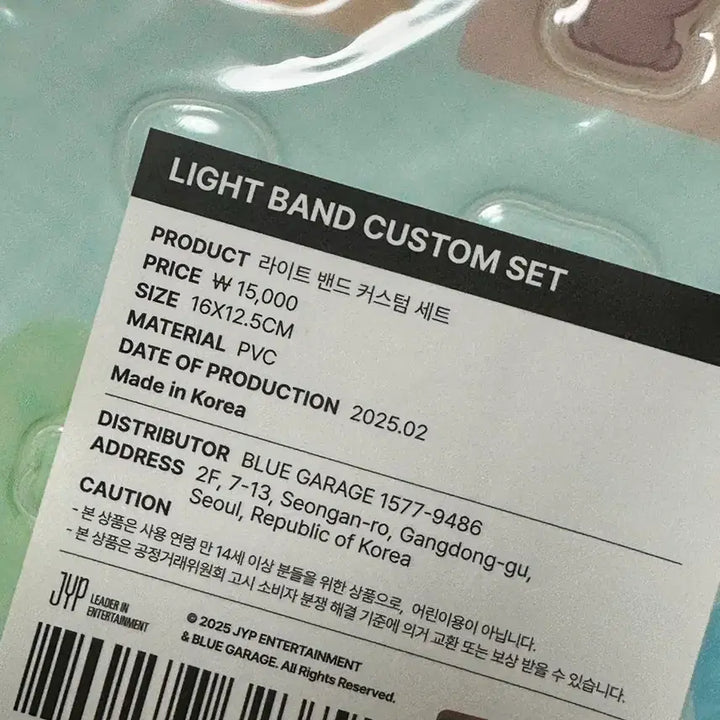 LIGHT BAND CUSTOM SET
PRODUCT 라이트 밴드 커스텀 세트
PRICE ₩ 15,000
SIZE 16X12.5CM
MATERIAL PVC
DATE OF PRODUCTION 2025.02
Made in Korea
DISTRIBUTOR BLUE GARAGE 1577-9486
ADDRESS 2F, 7-13, Seongan-ro, Gangdong-gu,
Seoul, Republic of Korea
CAUTION
- 본 상품은 사용 연령 만 14세 이상 분들을 위한 상품으로, 어린이용이 아닙니다.
- 본 상품은 공정거래위원회 고시 소비자 분쟁 해결 기준에 의거 교환 또는 보상 받을 수 있습니다.
JYP LEADER IN
ENTERTAINMENT
© 2025 JYP ENTERTAINMENT
& BLUE GARAGE. All Rights Reserved.